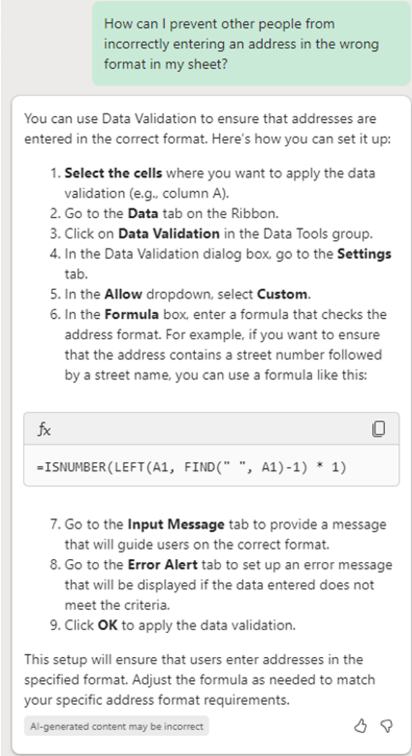 How can I prevent other people from
incorrectly entering an address in the wrong
format in my sheet?
You can use Data Validation to ensure that addresses are
entered in the correct format. Here's how you can set it up:
1. Select the cells where you want to apply the data
validation (e.g., column A).
2. Go to the Data tab on the Ribbon.
3. Click on Data Validation in the Data Tools group.
4. In the Data Validation dialog box, go to the Settings
tab.
5. In the Allow dropdown, select Custom.
6. In the Formula box, enter a formula that checks the
address format. For example, if you want to ensure
that the address contains a street number followed
by a street name, you can use a formula like this:
fx
=ISNUMBER(LEFT(A1, FIND(" ", A1)-1) * 1)
7. Go to the Input Message tab to provide a message
that will guide users on the correct format.
8. Go to the Error Alert tab to set up an error message
that will be displayed if the data entered does not
meet the criteria.
9. Click OK to apply the data validation.
This setup will ensure that users enter addresses in the
specified format. Adjust the formula as needed to match
your specific address format requirements.
AI-generated content may be incorrect